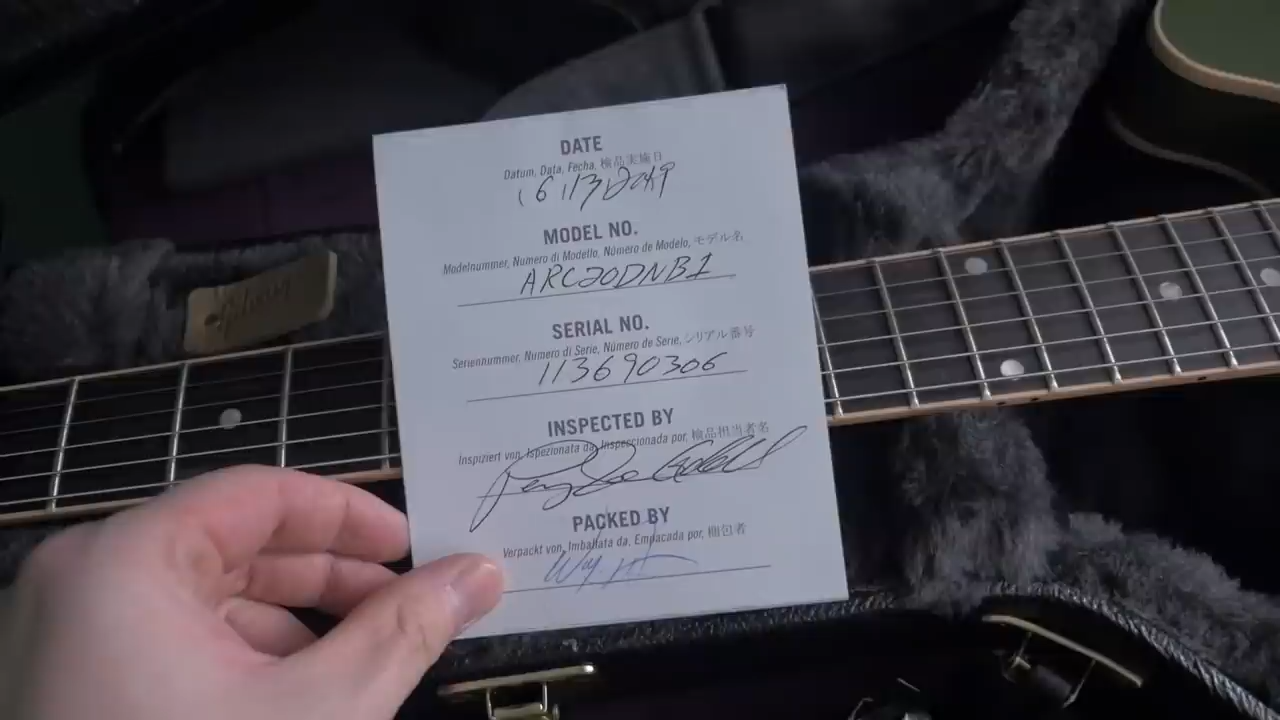 DATE
Datum, Data, Fecha, 検品実施日
MODEL NO.
Modelnummer, Numero di Modello, Número de Modelo, モデル名
ARC20DNB1
SERIAL NO.
Seriennummer, Numero di Serie, Número de Serie, シリアル番号
113690306
INSPECTED BY
Inspiziert von, Ispezionata da, Inspeccionada por, 検品担当者名
PACKED BY
Verpackt von, Imballata da, Empacada por, 梱包者
Gibson